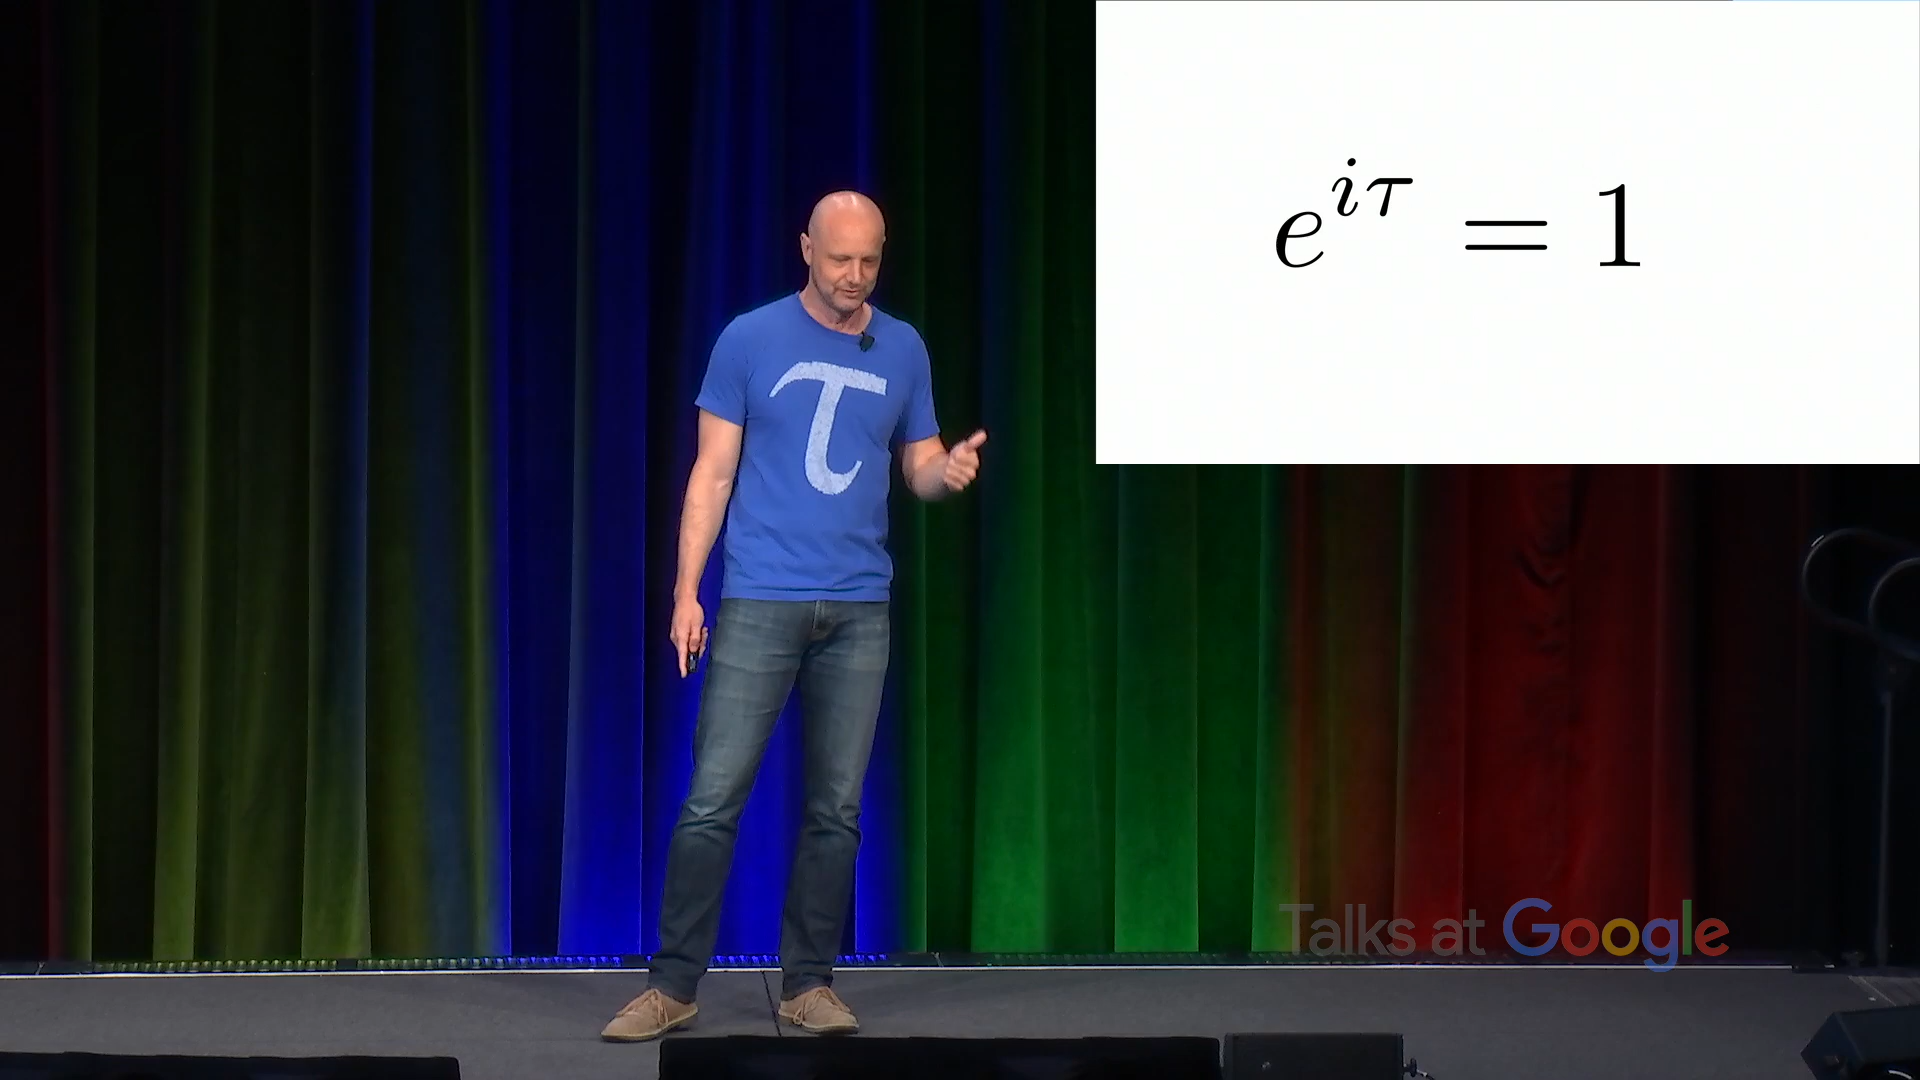 e^{iτ} = 1
τ
Talks at Google